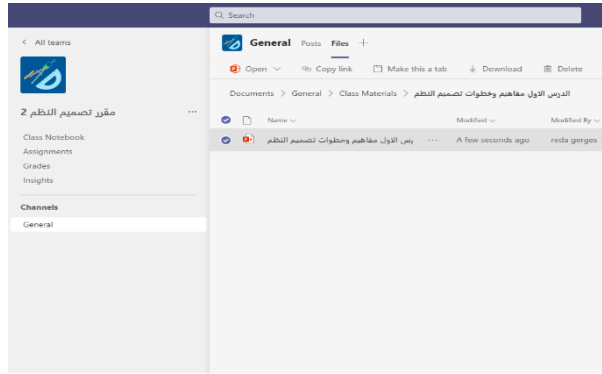 Search
All teams
General Posts Files
Open Copy link Make this a tab Download Delete
Documents > General > Class Materials > الدرس الاول مفاهيم وخطوات تصميم النظم
مقرر تصميم النظم 2 ...
Name Modified Modified By
Class Notebook
رس الاول مفاهيم وخطوات تصميم النظم ... A few seconds ago reda gerges
Assignments
Grades
Insights
Channels
General